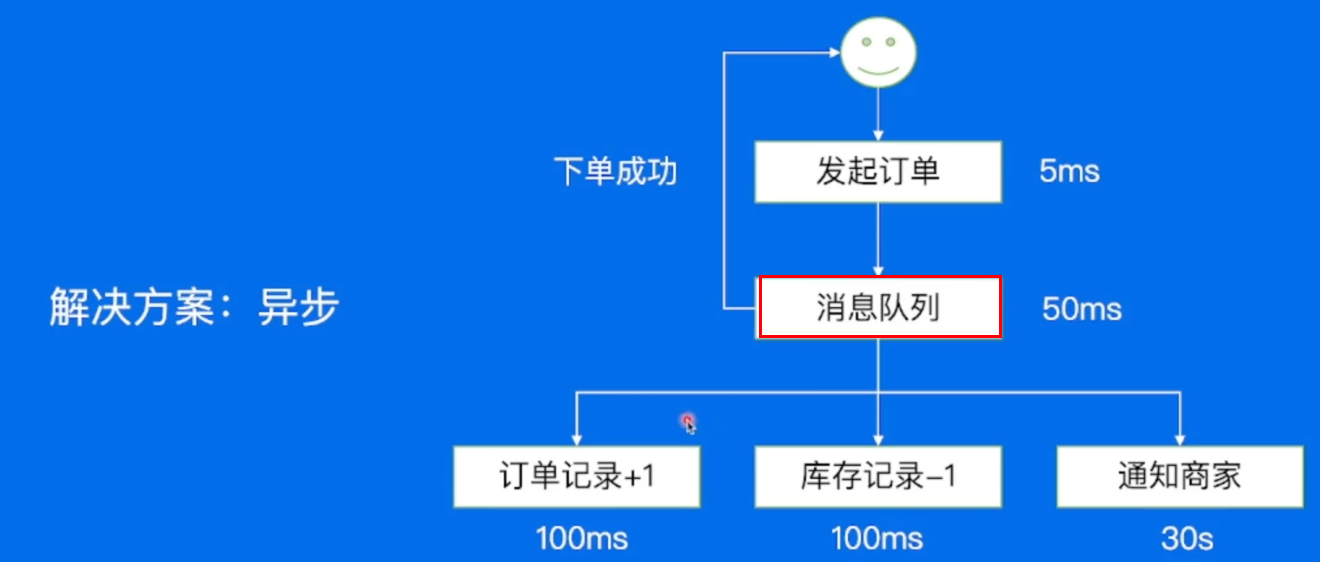 下单成功
发起订单
5ms
解决方案：异步
消息队列
50ms
订单记录+1
库存记录-1
通知商家
100ms
100ms
30s